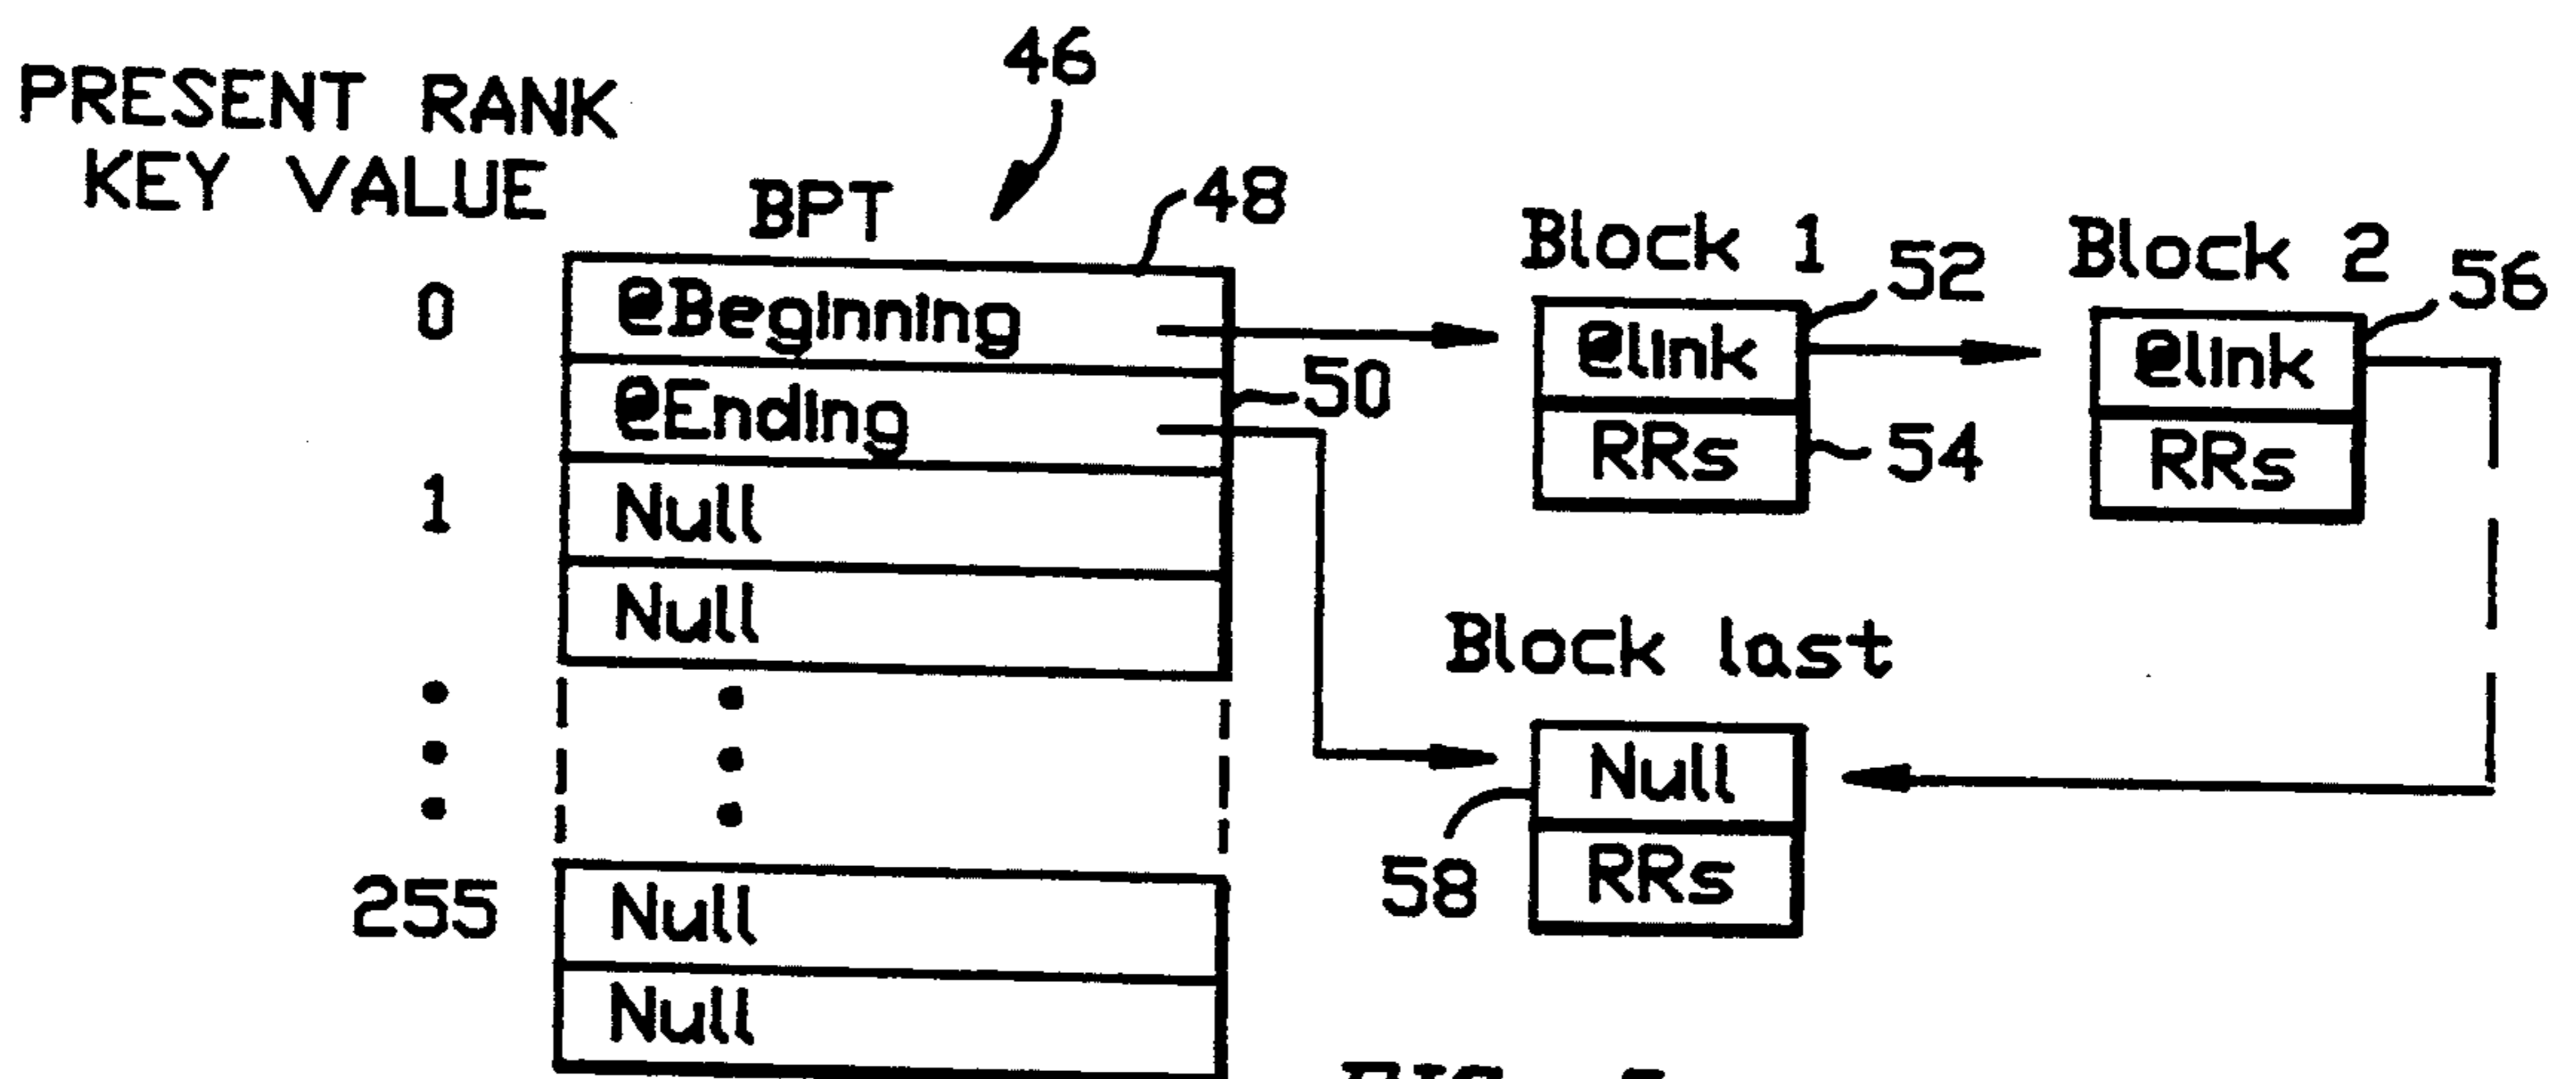 PRESENT RANK
KEY VALUE
46
BPT
48
0
@Beginning
@Ending
50
1
Null
Null
255
Null
Null
Block 1
52
@link
RRs
54
Block 2
56
@link
RRs
Block last
Null
RRs
58